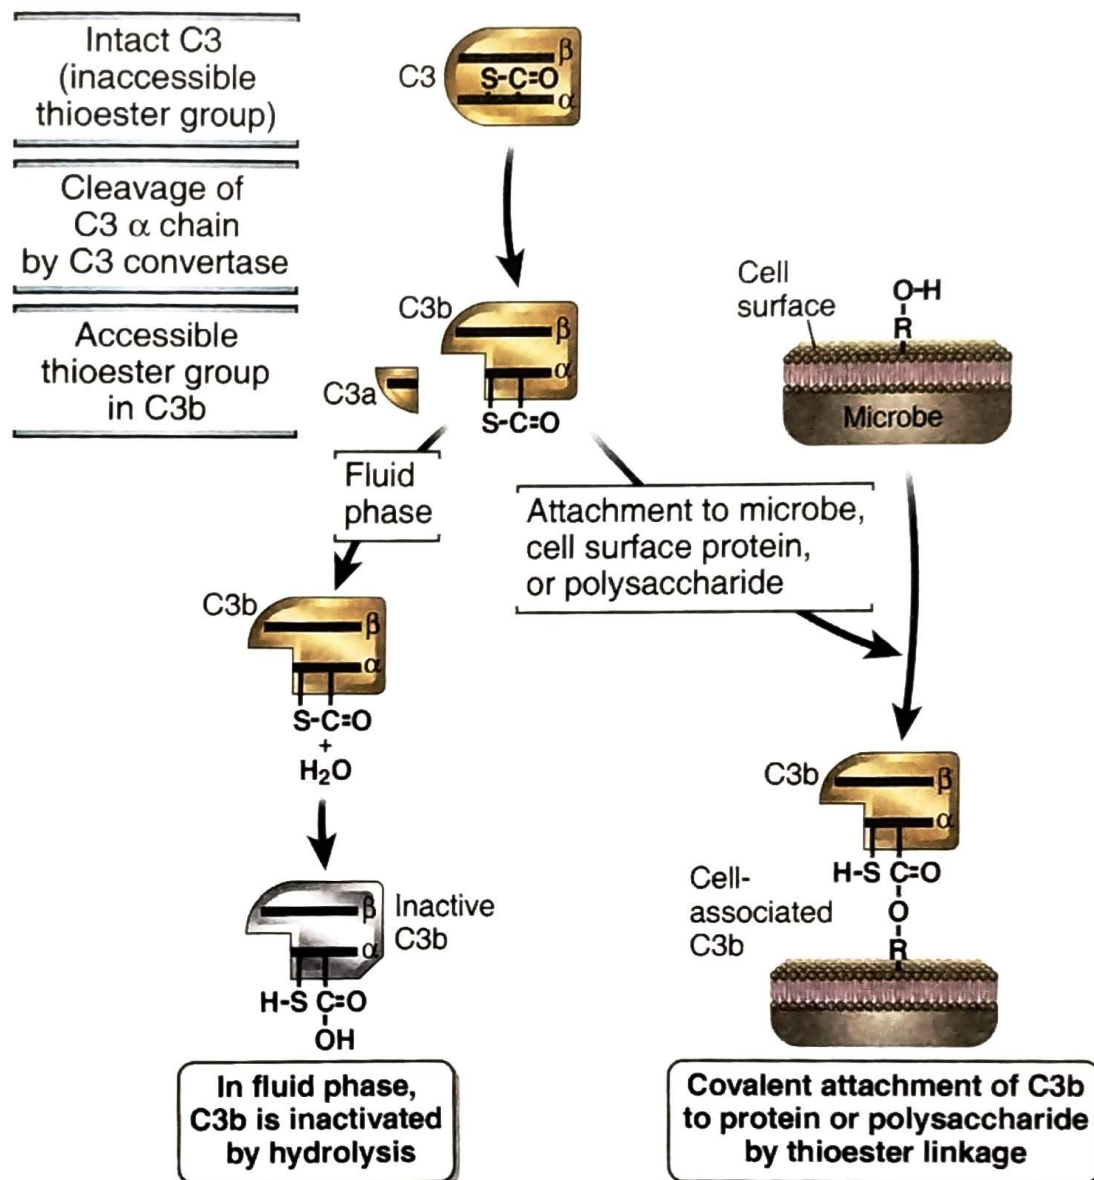 Intact C3
(inaccessible
thioester group)
Cleavage of
C3 α chain
by C3 convertase
Accessible
thioester group
in C3b
C3
β
S-C=O
α
C3b
β
α
C3a
S-C=O
Cell
surface
O-H
R
Microbe
Fluid
phase
Attachment to microbe,
cell surface protein,
or polysaccharide
C3b
β
α
S-C=O
+
H₂O
β
α
Inactive
C3b
H-S C=O
OH
In fluid phase,
C3b is inactivated
by hydrolysis
C3b
β
α
H-S C=O
O
R
Cell-
associated
C3b
Covalent attachment of C3b
to protein or polysaccharide
by thioester linkage